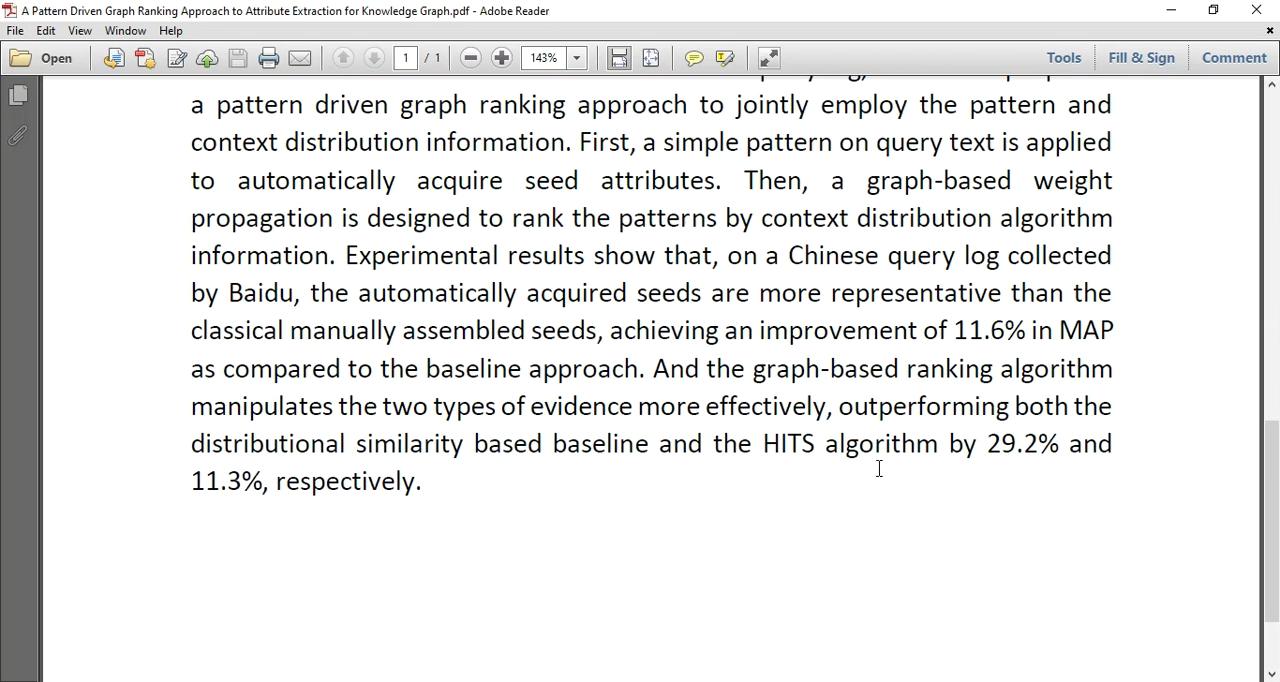 A Pattern Driven Graph Ranking Approach to Attribute Extraction for Knowledge Graph.pdf - Adobe Reader
File Edit View Window Help
Open 1 / 1 143% Tools Fill & Sign Comment
a pattern driven graph ranking approach to jointly employ the pattern and
context distribution information. First, a simple pattern on query text is applied
to automatically acquire seed attributes. Then, a graph-based weight
propagation is designed to rank the patterns by context distribution algorithm
information. Experimental results show that, on a Chinese query log collected
by Baidu, the automatically acquired seeds are more representative than the
classical manually assembled seeds, achieving an improvement of 11.6% in MAP
as compared to the baseline approach. And the graph-based ranking algorithm
manipulates the two types of evidence more effectively, outperforming both the
distributional similarity based baseline and the HITS algorithm by 29.2% and
11.3%, respectively.